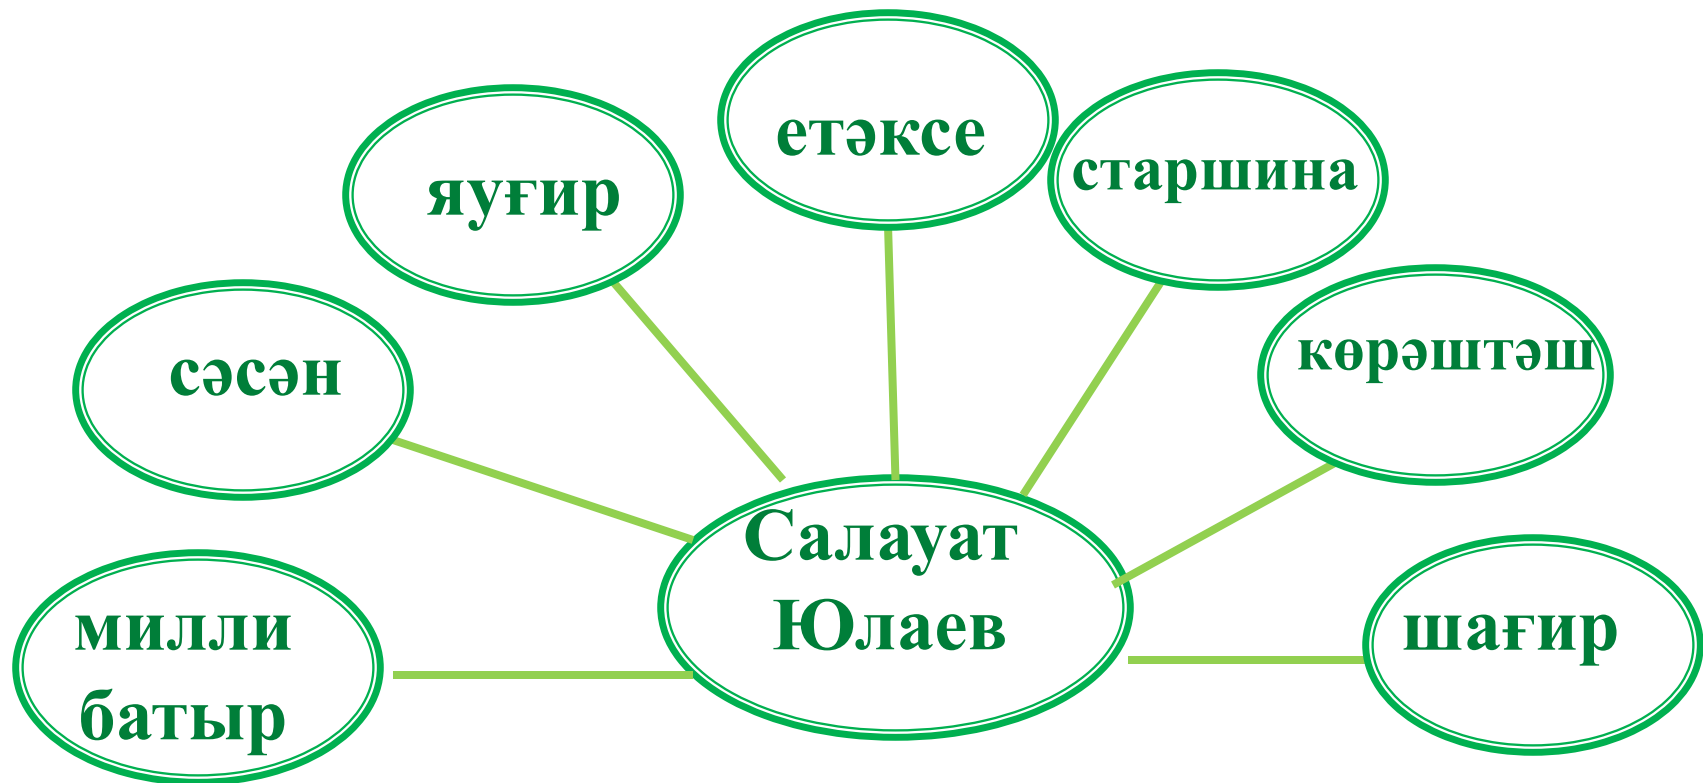 етәксе
старшина
яуғир
көрәштәш
сәсән
Салауат
Юлаев
милли
батыр
шағир